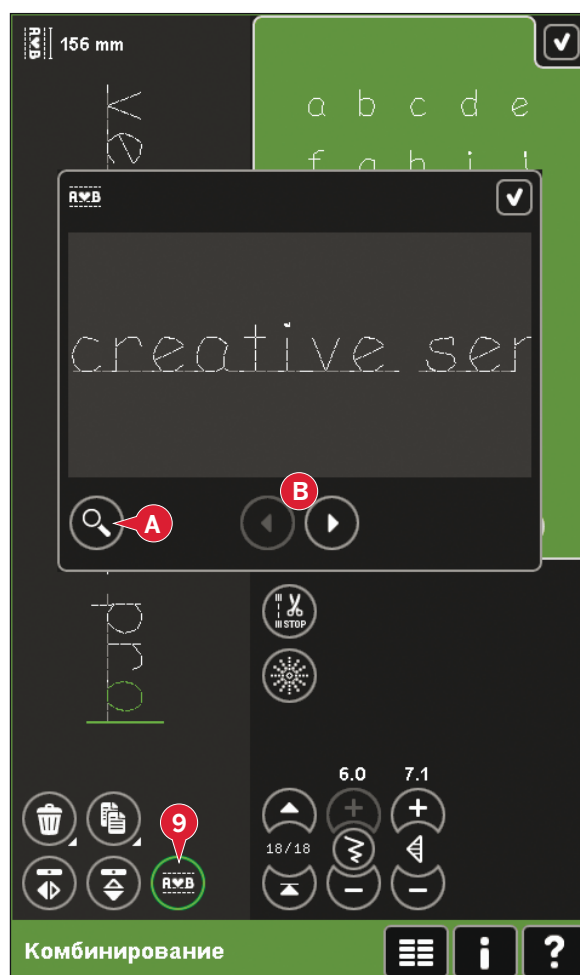 A♥B 156 mm
a b c d e
f g h i j
A♥B
creative ser
A
B
STOP
6.0 7.1
18/18
9
A♥B
Комбинирование
i ?